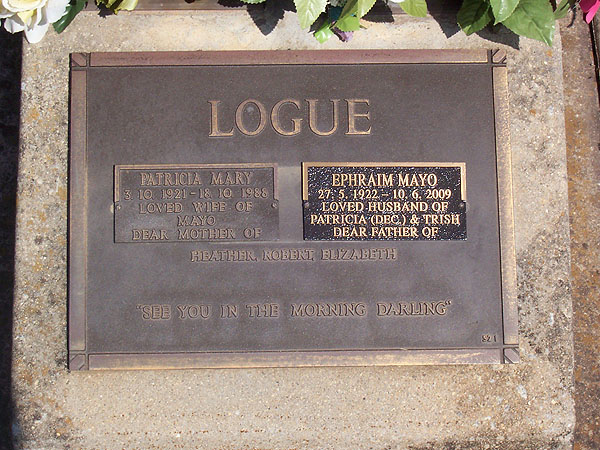 LOGUE
PATRICIA MARY
3. 10. 1921 - 18. 10. 1988
LOVED WIFE OF
MAYO
DEAR MOTHER OF
EPHRAIM MAYO
27. 5. 1922 - 10. 6. 2009
LOVED HUSBAND OF
PATRICIA (DEC.) & TRISH
DEAR FATHER OF
HEATHER, ROBERT, ELIZABETH
"SEE YOU IN THE MORNING DARLING"